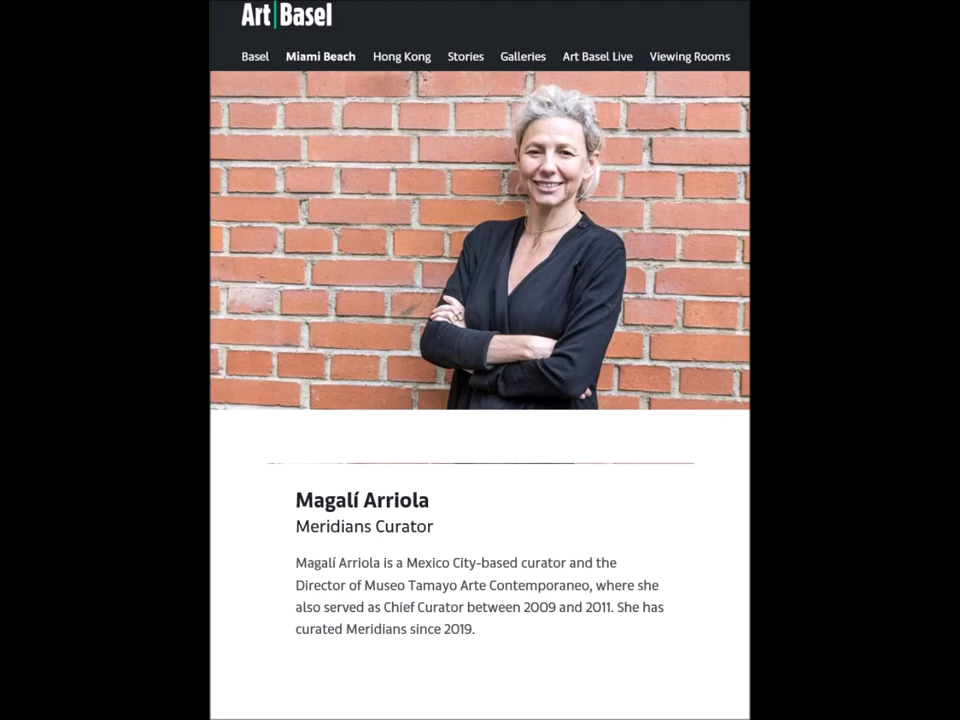 Art Basel
Basel Miami Beach Hong Kong Stories Galleries Art Basel Live Viewing Rooms
Magalí Arriola
Meridians Curator
Magalí Arriola is a Mexico City-based curator and the
Director of Museo Tamayo Arte Contemporaneo, where she
also served as Chief Curator between 2009 and 2011. She has
curated Meridians since 2019.